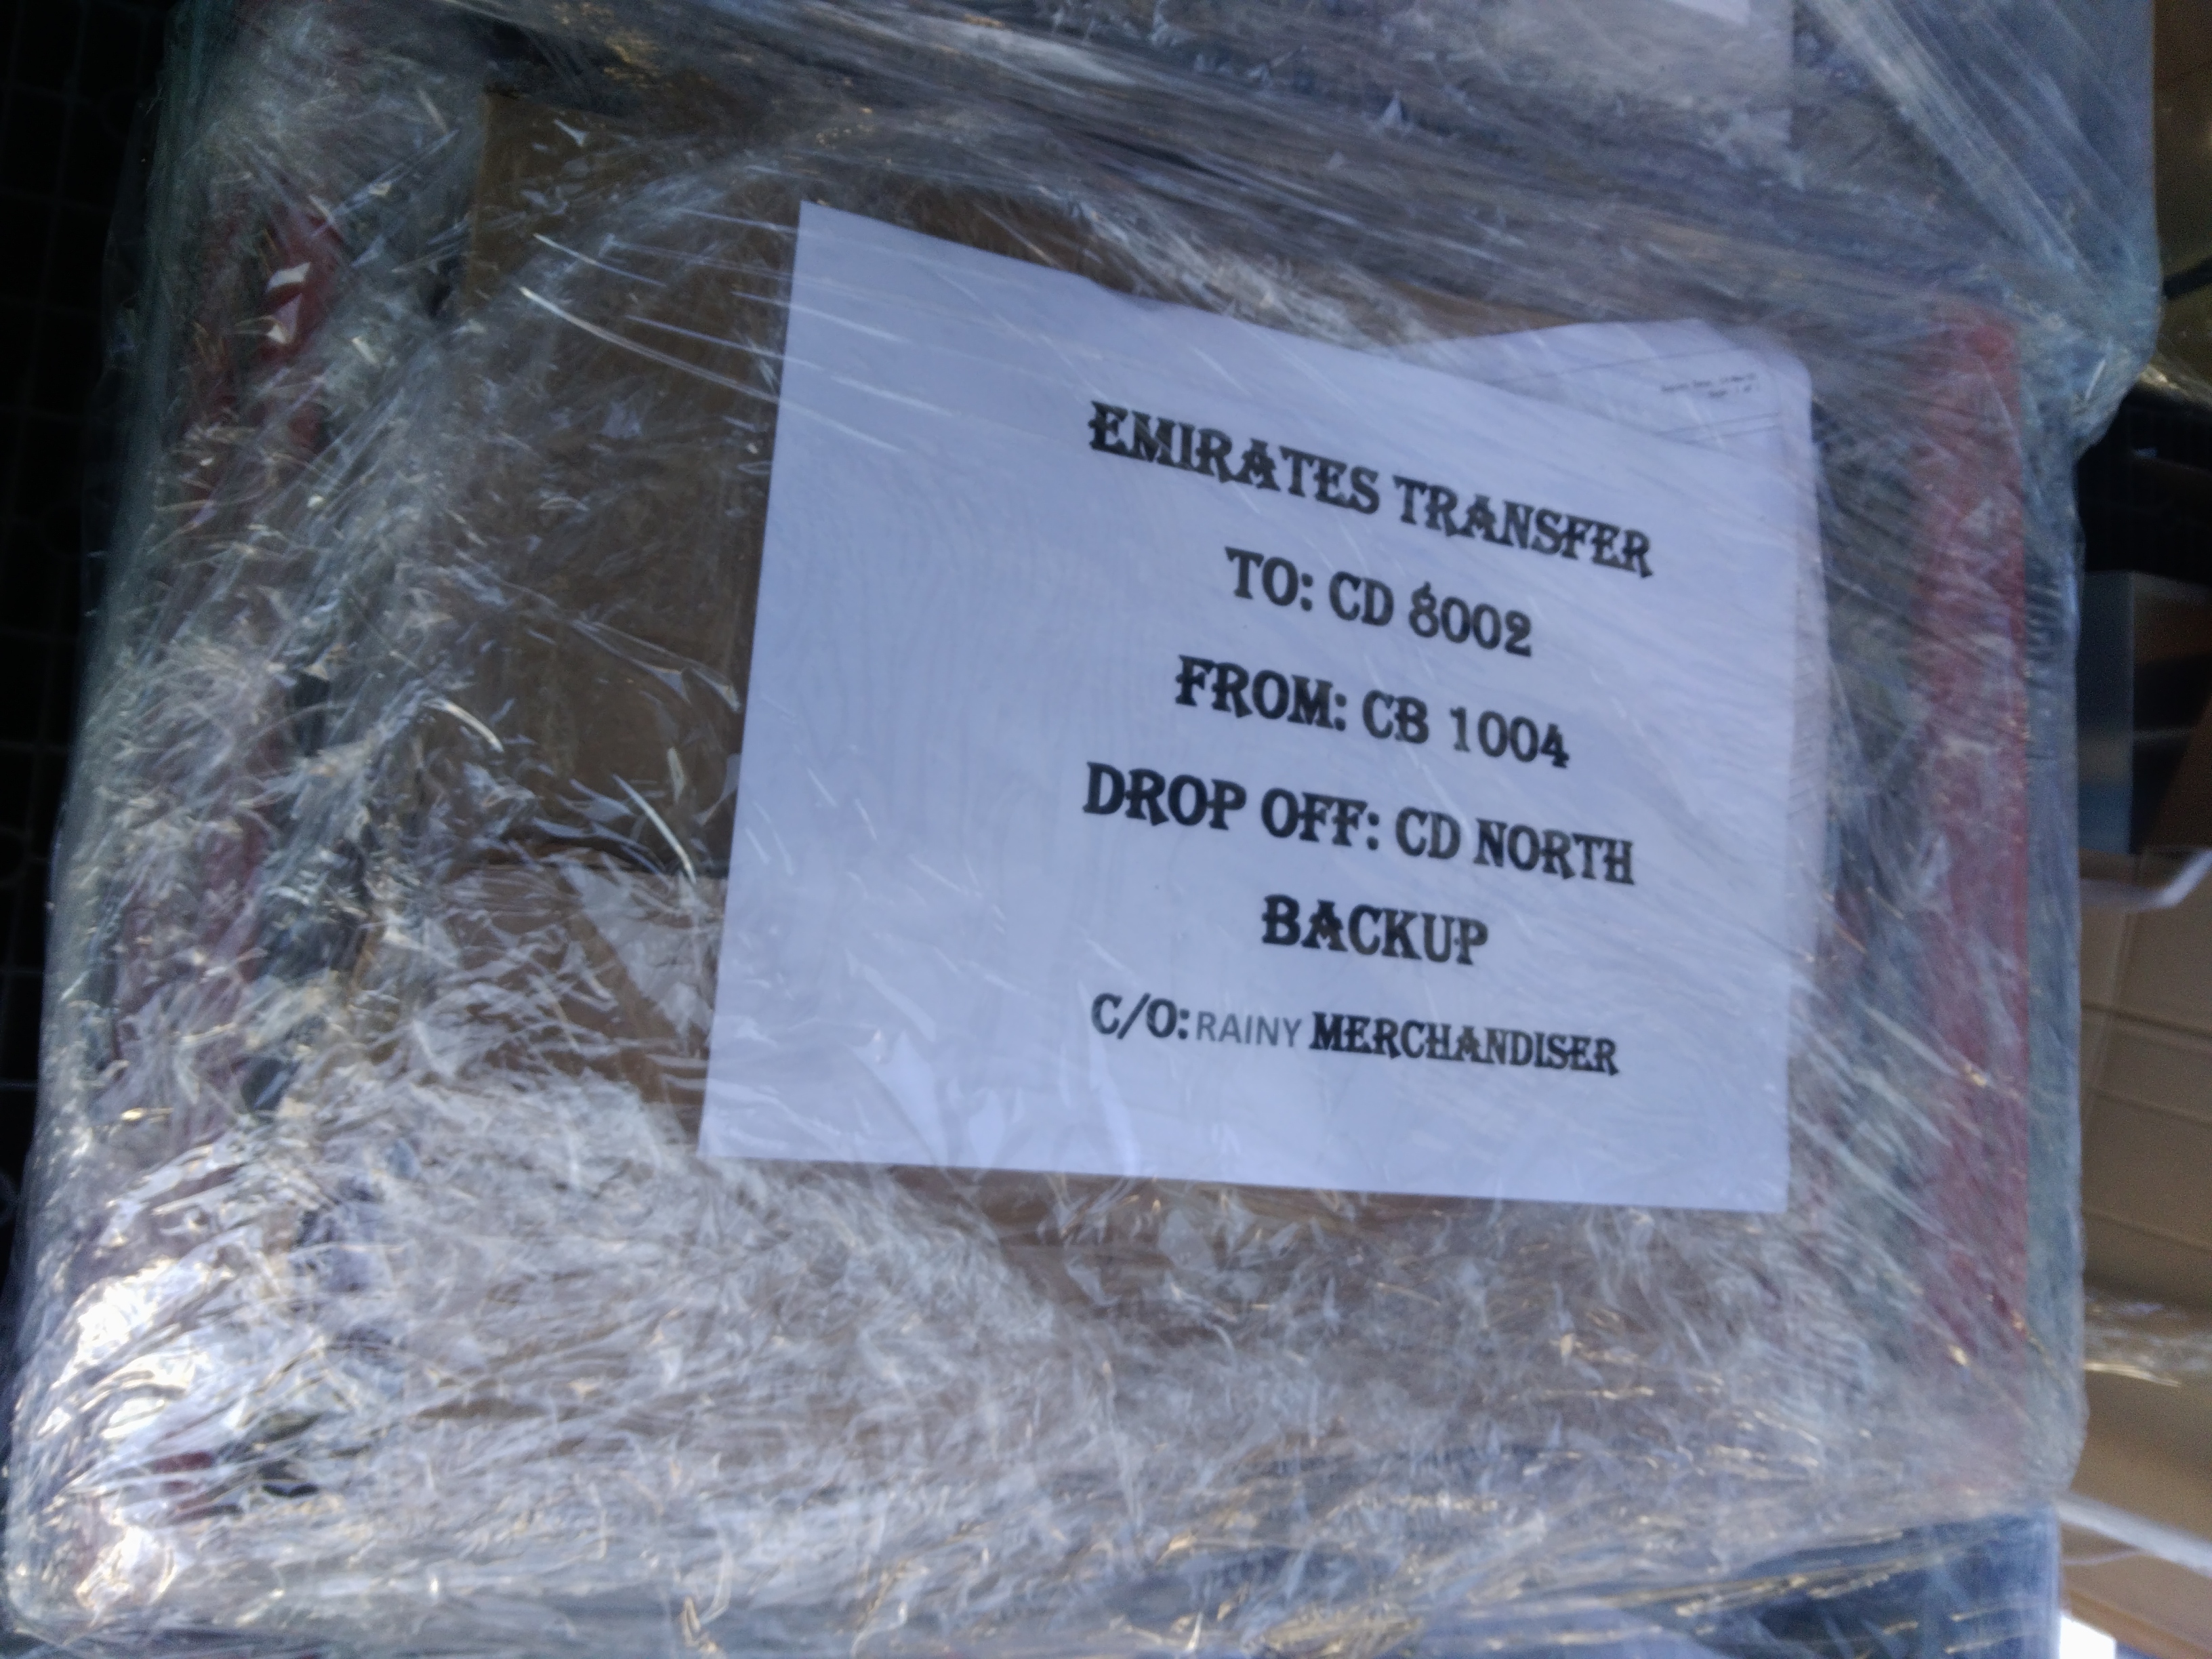 EMIRATES TRANSFER
TO: CD 8002
FROM: CB 1004
DROP OFF: CD NORTH
BACKUP
C/O: RAINY MERCHANDISER